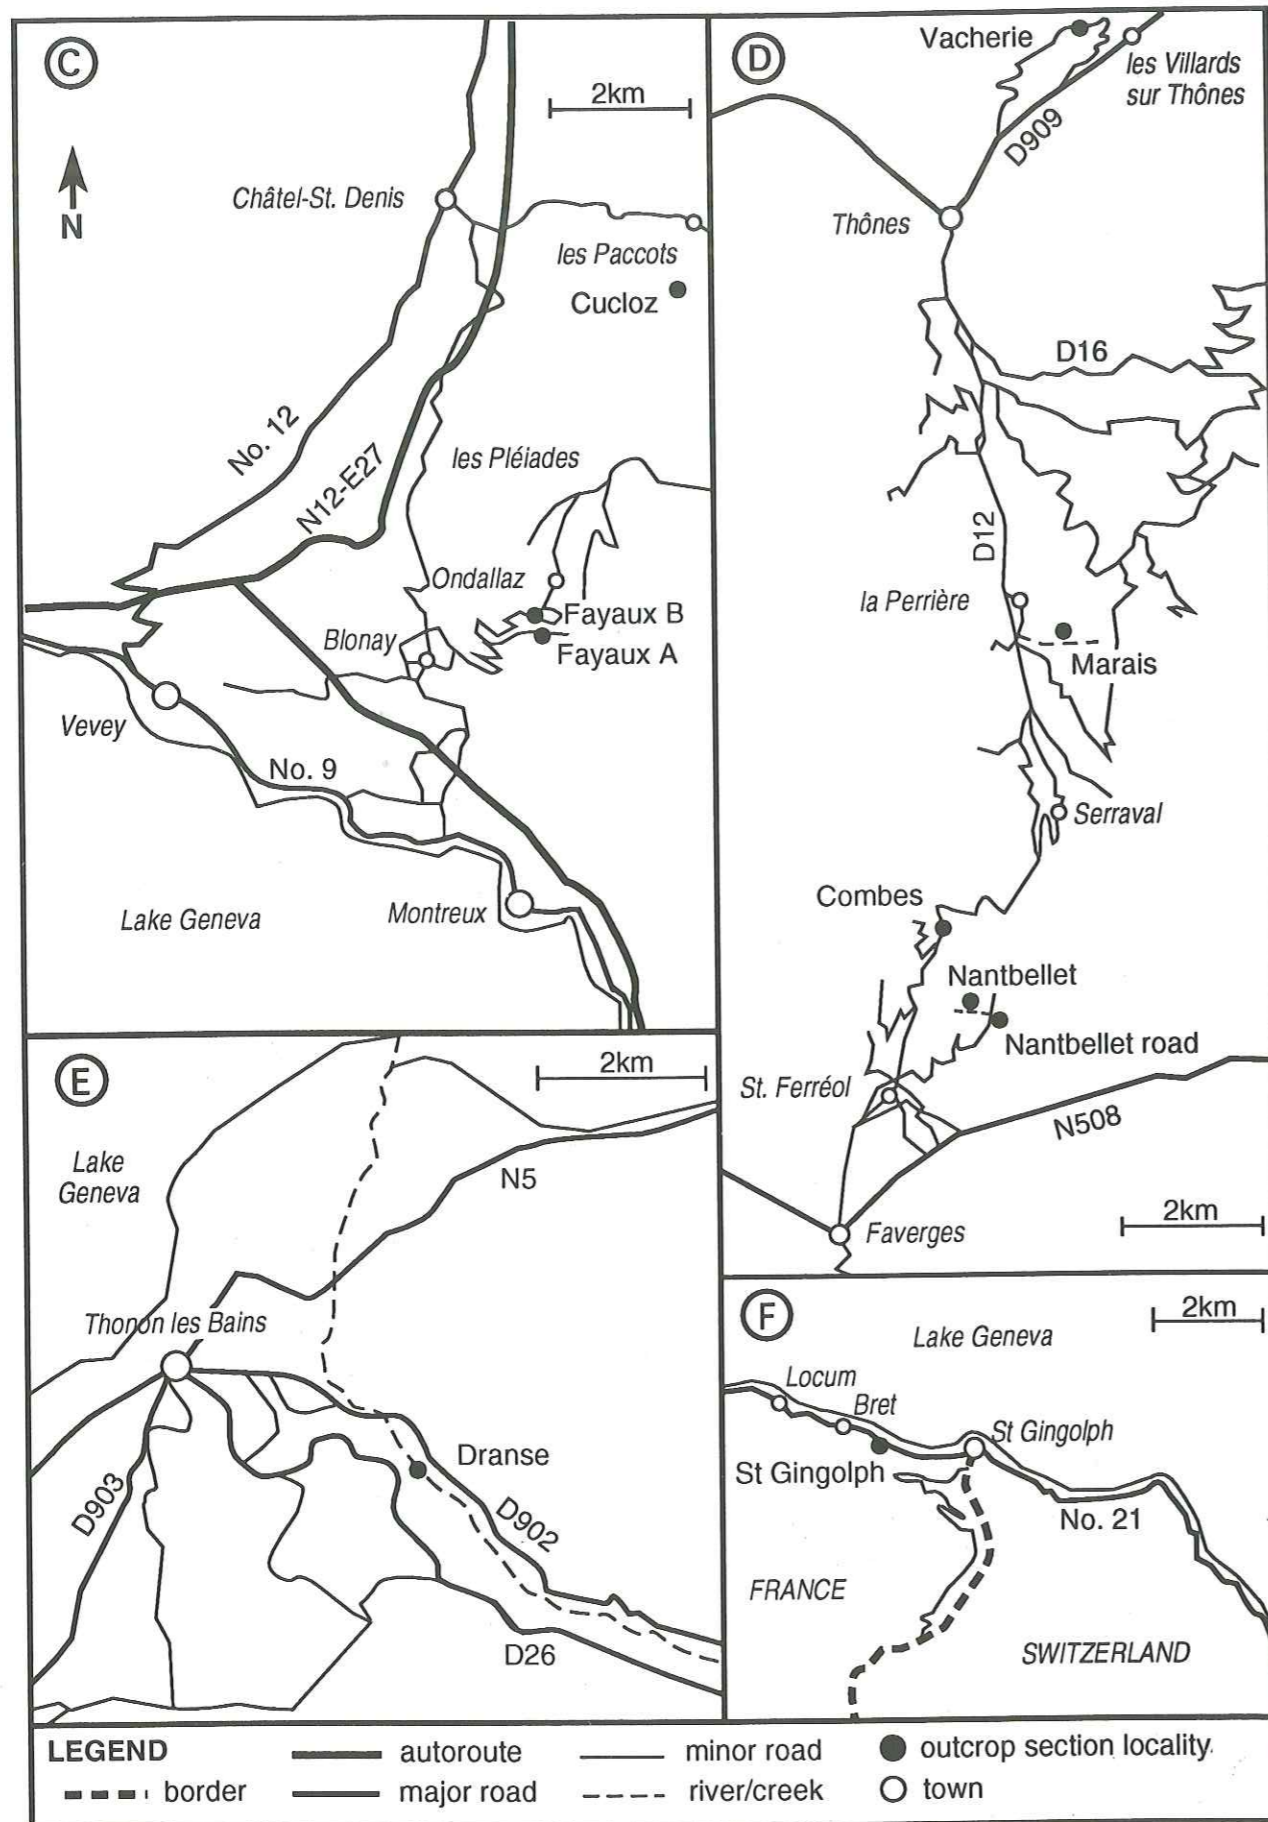 C
2km
N
Châtel-St. Denis
les Paccots
Cucloz
No. 12
N12-E27
les Pléiades
Ondallaz
Fayaux B
Blonay
Fayaux A
Vevey
No. 9
Lake Geneva
Montreux
D
Vacherie
les Villards
sur Thônes
D909
Thônes
D16
D12
la Perrière
Marais
Serraval
Combes
Nantbellet
Nantbellet road
St. Ferréol
N508
2km
Faverges
E
2km
Lake
Geneva
N5
Thonon les Bains
Dranse
D903
D902
D26
F
2km
Lake Geneva
Locum
Bret
St Gingolph
St Gingolph
No. 21
FRANCE
SWITZERLAND
LEGEND
autoroute
minor road
outcrop section locality
border
major road
river/creek
town